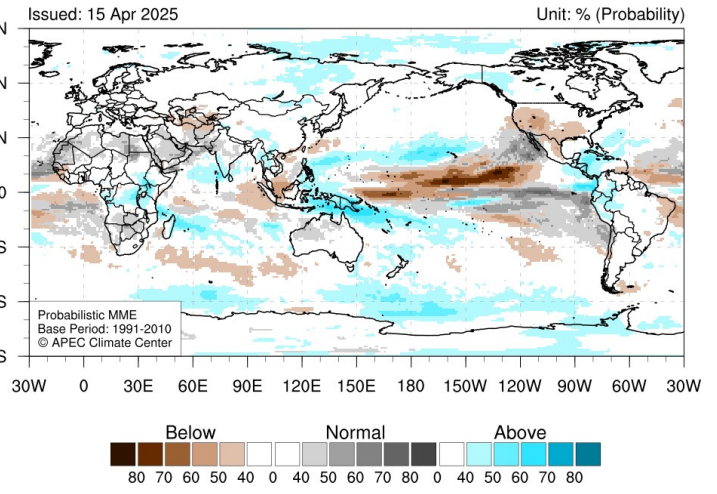 Issued: 15 Apr 2025 Unit: % (Probability)
N
N
N
0
S
S
S
Probabilistic MME
Base Period: 1991-2010
© APEC Climate Center
30W 0 30E 60E 90E 120E 150E 180 150W 120W 90W 60W 30W
Below Normal Above
80 70 60 50 40 0 40 50 60 70 80 0 40 50 60 70 80